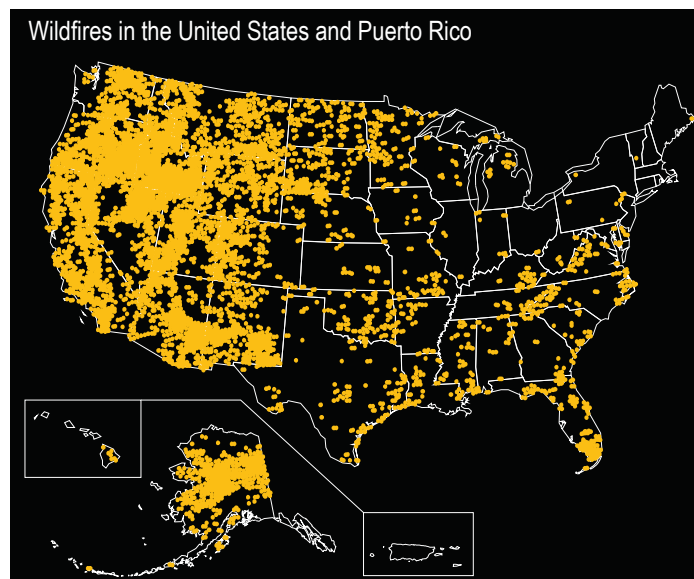 Wildfires in the United States and Puerto Rico